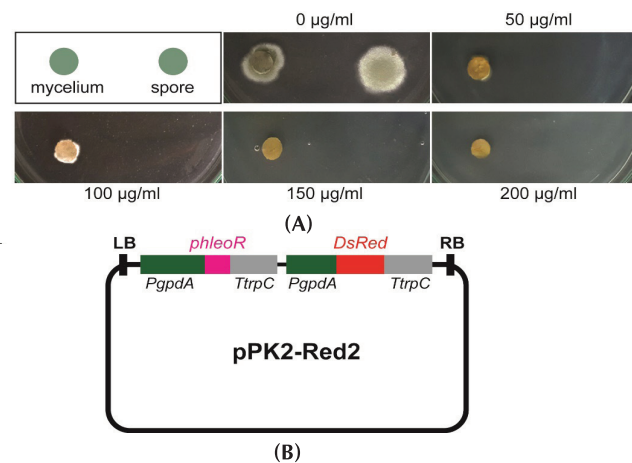 0 µg/ml
50 µg/ml
mycelium
spore
100 µg/ml
150 µg/ml
200 µg/ml
(A)
LB
phleoR
DsRed
RB
PgpdA
TtrpC
PgpdA
TtrpC
pPK2-Red2
(B)